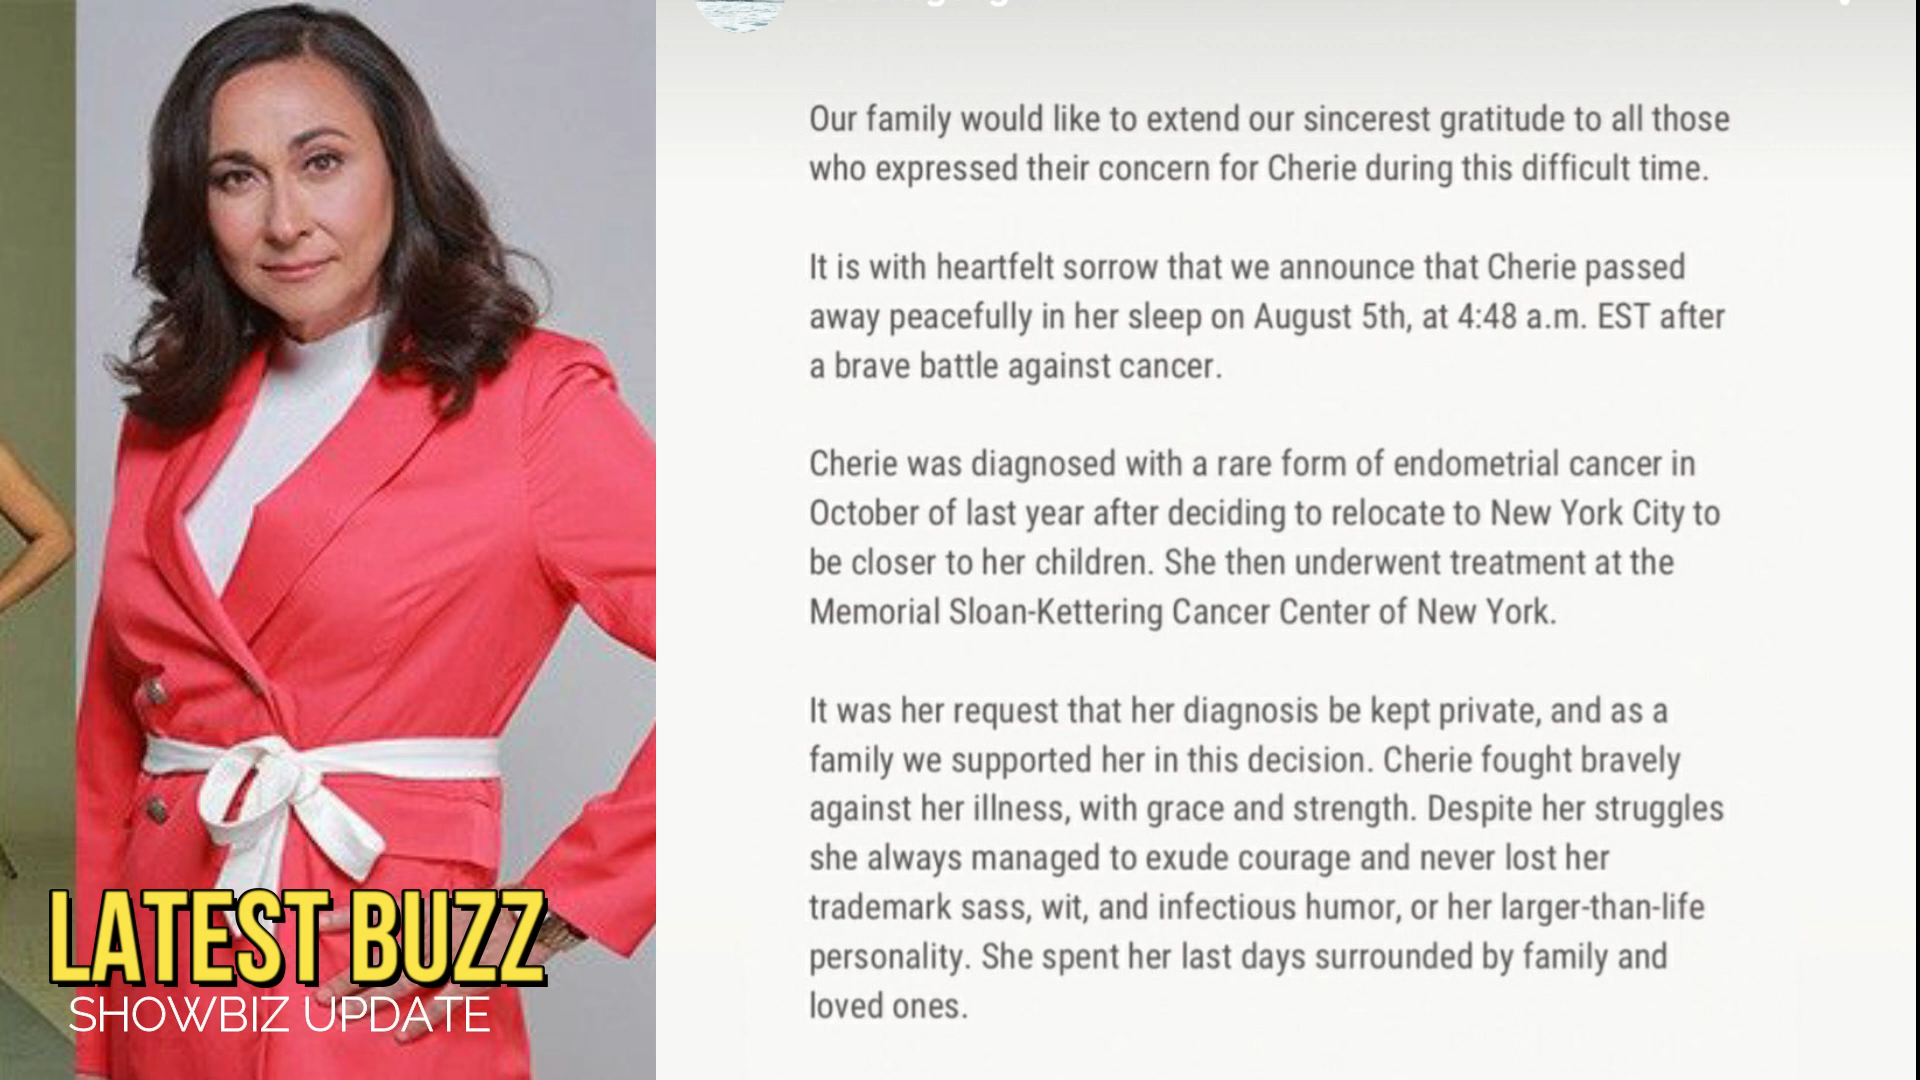 Our family would like to extend our sincerest gratitude to all those
who expressed their concern for Cherie during this difficult time.
It is with heartfelt sorrow that we announce that Cherie passed
away peacefully in her sleep on August 5th, at 4:48 a.m. EST after
a brave battle against cancer.
Cherie was diagnosed with a rare form of endometrial cancer in
October of last year after deciding to relocate to New York City to
be closer to her children. She then underwent treatment at the
Memorial Sloan-Kettering Cancer Center of New York.
It was her request that her diagnosis be kept private, and as a
family we supported her in this decision. Cherie fought bravely
against her illness, with grace and strength. Despite her struggles
she always managed to exude courage and never lost her
trademark sass, wit, and infectious humor, or her larger-than-life
personality. She spent her last days surrounded by family and
loved ones.
LATEST BUZZ
SHOWBIZ UPDATE